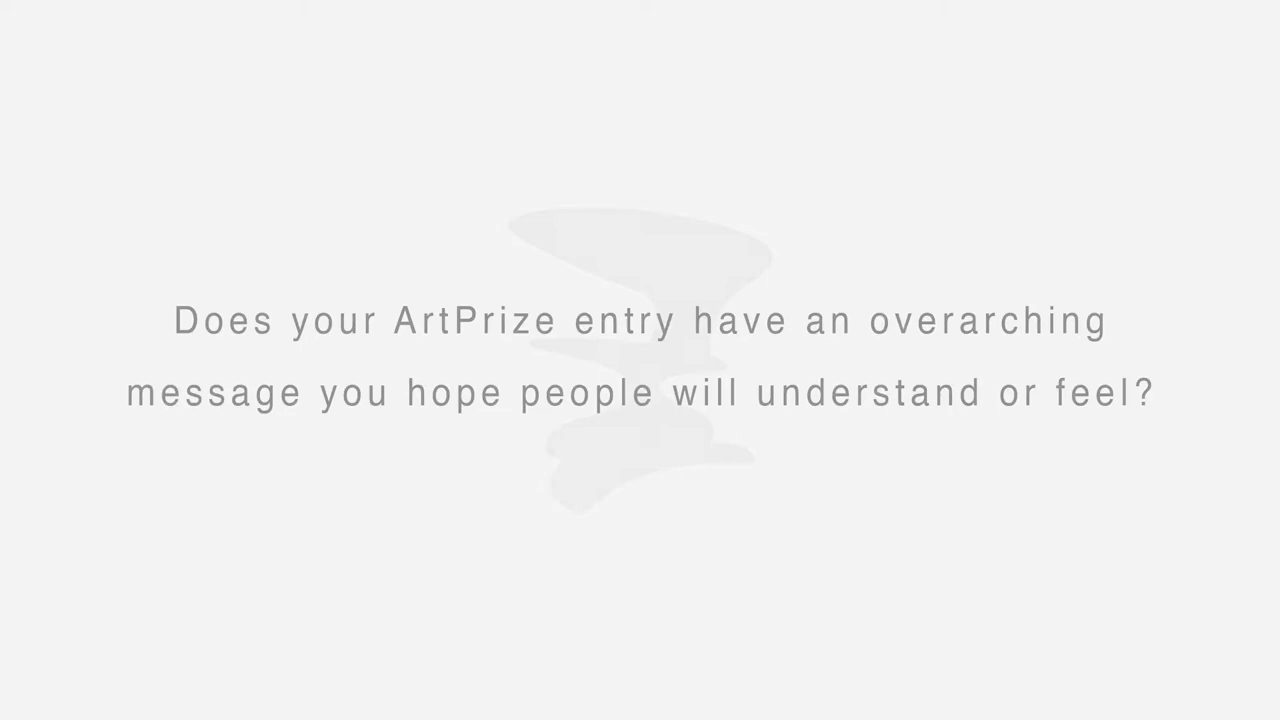 Does your ArtPrize entry have an overarching
message you hope people will understand or feel?